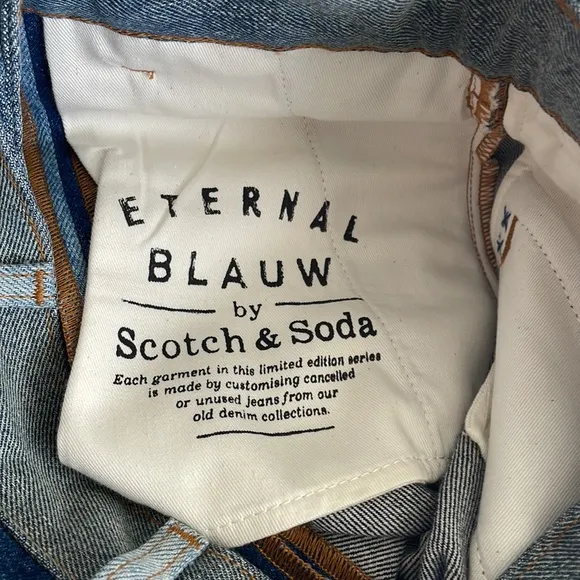 ETERNAL
BLAUW
by
Scotch & Soda
Each garment in this limited edition series
is made by customising cancelled
or unused jeans from our
old denim collections.